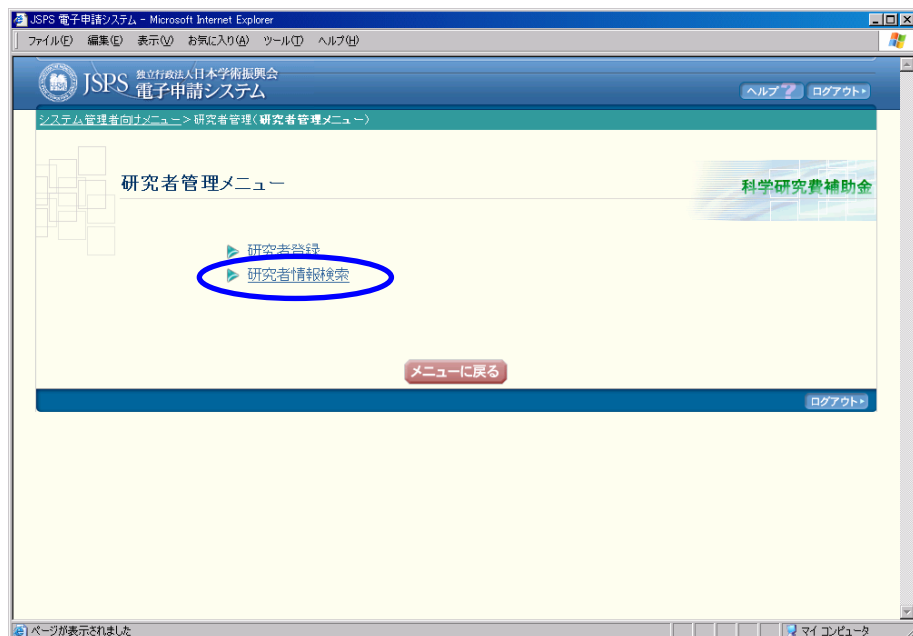 JSPS 電子申請システム - Microsoft Internet Explorer
ファイル(F) 編集(E) 表示(V) お気に入り(A) ツール(T) ヘルプ(H)
JSPS 独立行政法人日本学術振興会
電子申請システム
ヘルプ? ログアウト
システム管理者向けメニュー>研究者管理(研究者管理メニュー)
研究者管理メニュー
科学研究費補助金
研究者登録
研究者情報検索
メニューに戻る
ログアウト
ページが表示されました
マイ コンピュータ